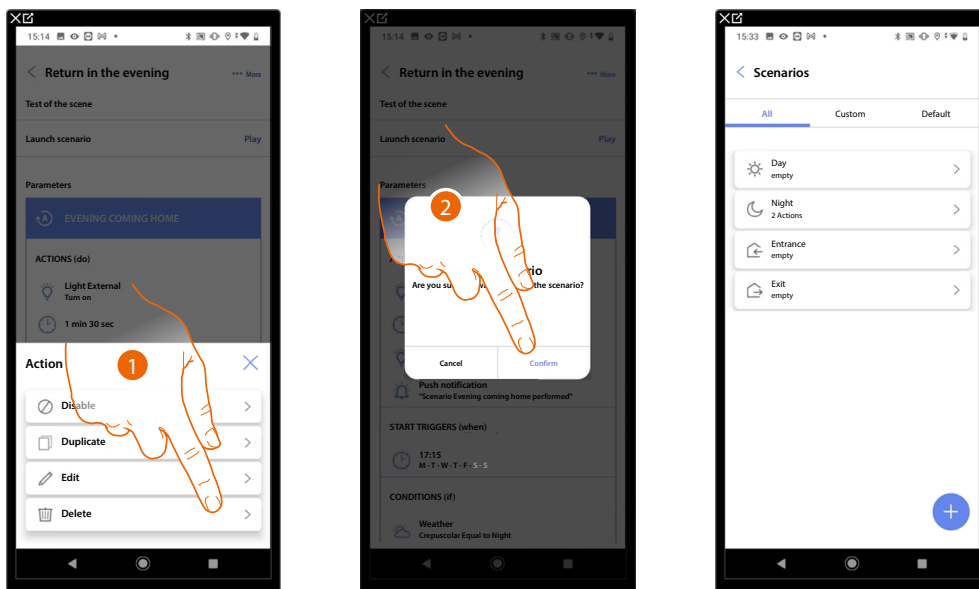 15:14
Return in the evening
••• More
Test of the scene
Launch scenario Play
Parameters
EVENING COMING HOME
ACTIONS (do)
Light External
Turn on
1 min 30 sec
Action
1
Disable
Duplicate
Edit
Delete
15:14
Return in the evening
••• More
Test of the scene
Launch scenario Play
Parameters
2
rio
Are you su the scenario?
Cancel Confirm
Push notification
"Scenario Evening coming home performed"
START TRIGGERS (when)
17:15
M - T - W - T - F - S - S
CONDITIONS (if)
Weather
Crepuscolar Equal to Night
15:33
Scenarios
All Custom Default
Day
empty
Night
2 Actions
Entrance
empty
Exit
empty